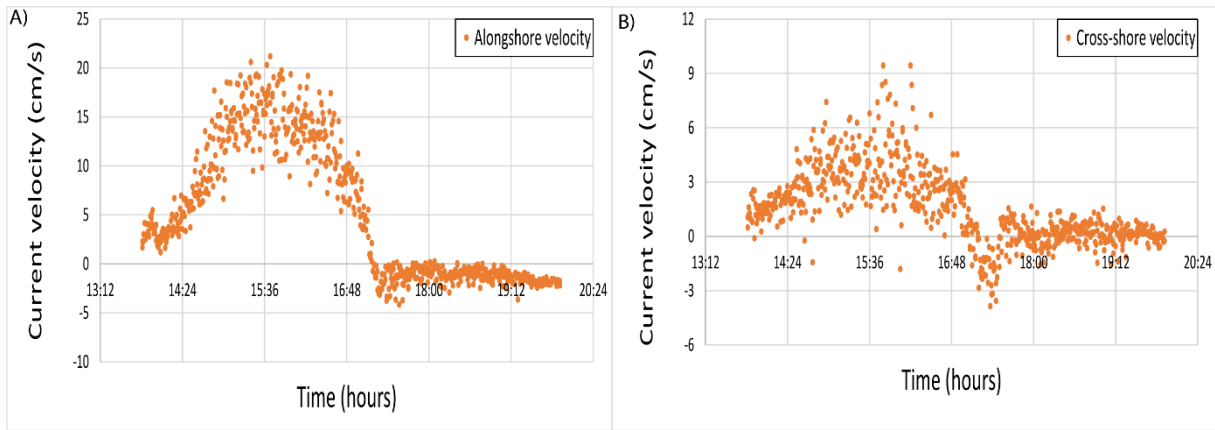 A)
Alongshore velocity
Current velocity (cm/s)
25
20
15
10
5
0
-5
-10
13:12 14:24 15:36 16:48 18:00 19:12 20:24
Time (hours)
B)
Cross-shore velocity
Current velocity (cm/s)
12
9
6
3
0
-3
-6
13:12 14:24 15:36 16:48 18:00 19:12 20:24
Time (hours)